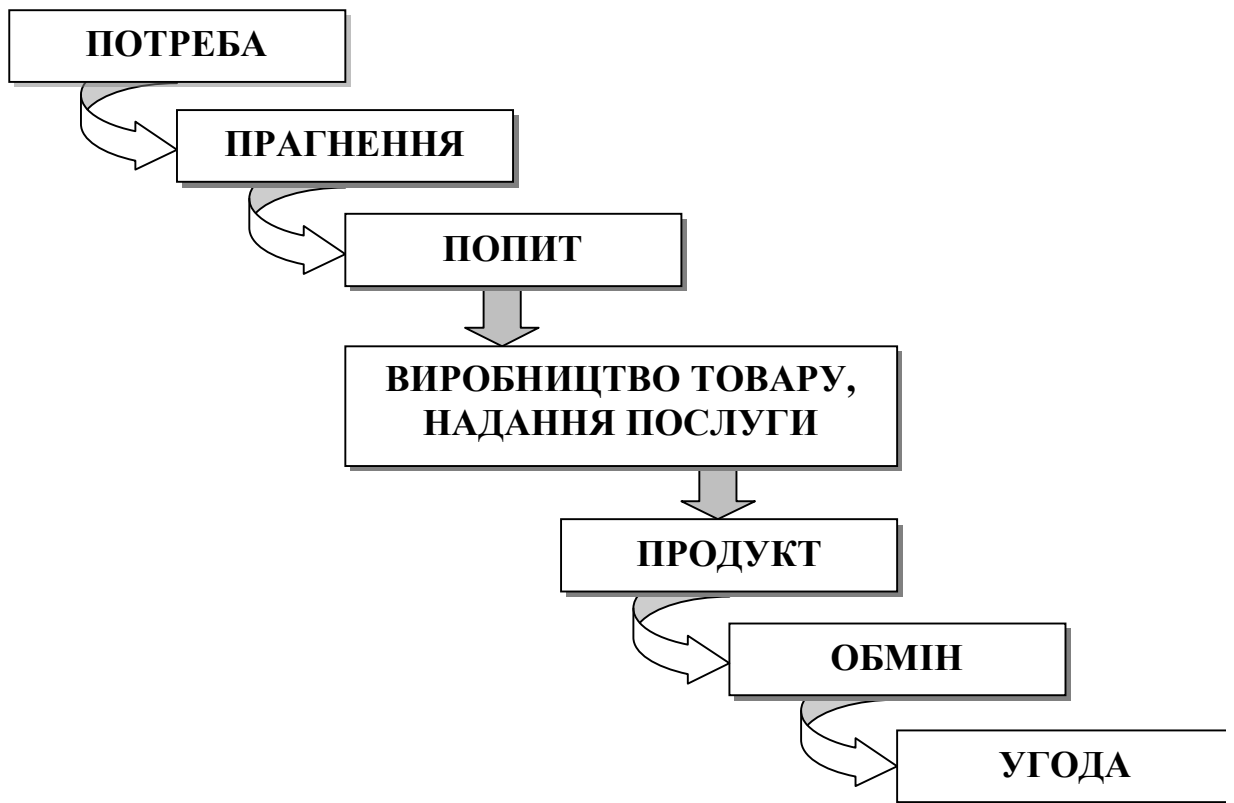 ПОТРЕБА
ПРАГНЕННЯ
ПОПИТ
ВИРОБНИЦТВО ТОВАРУ,
НАДАННЯ ПОСЛУГИ
ПРОДУКТ
ОБМІН
УГОДА